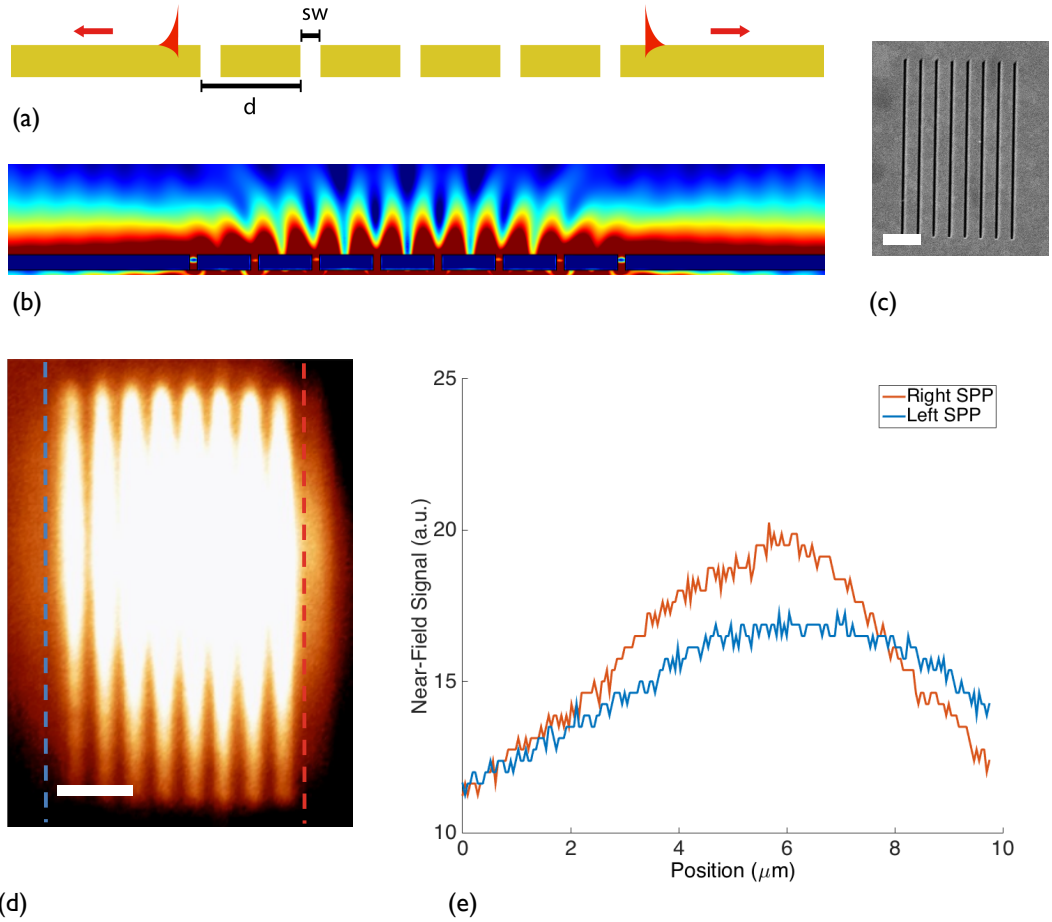 sw
d
(a)
(b)
(c)
25
20
15
10
0
2
4
6
8
10
Near-Field Signal (a.u.)
Position (μm)
Right SPP
Left SPP
(d)
(e)